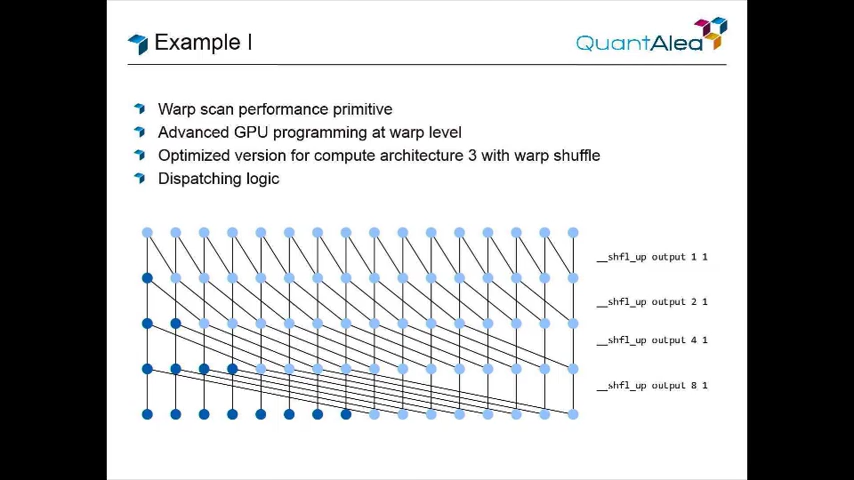 Example I
QuantAlea
Warp scan performance primitive
Advanced GPU programming at warp level
Optimized version for compute architecture 3 with warp shuffle
Dispatching logic
__shfl_up output 1 1
__shfl_up output 2 1
__shfl_up output 4 1
__shfl_up output 8 1